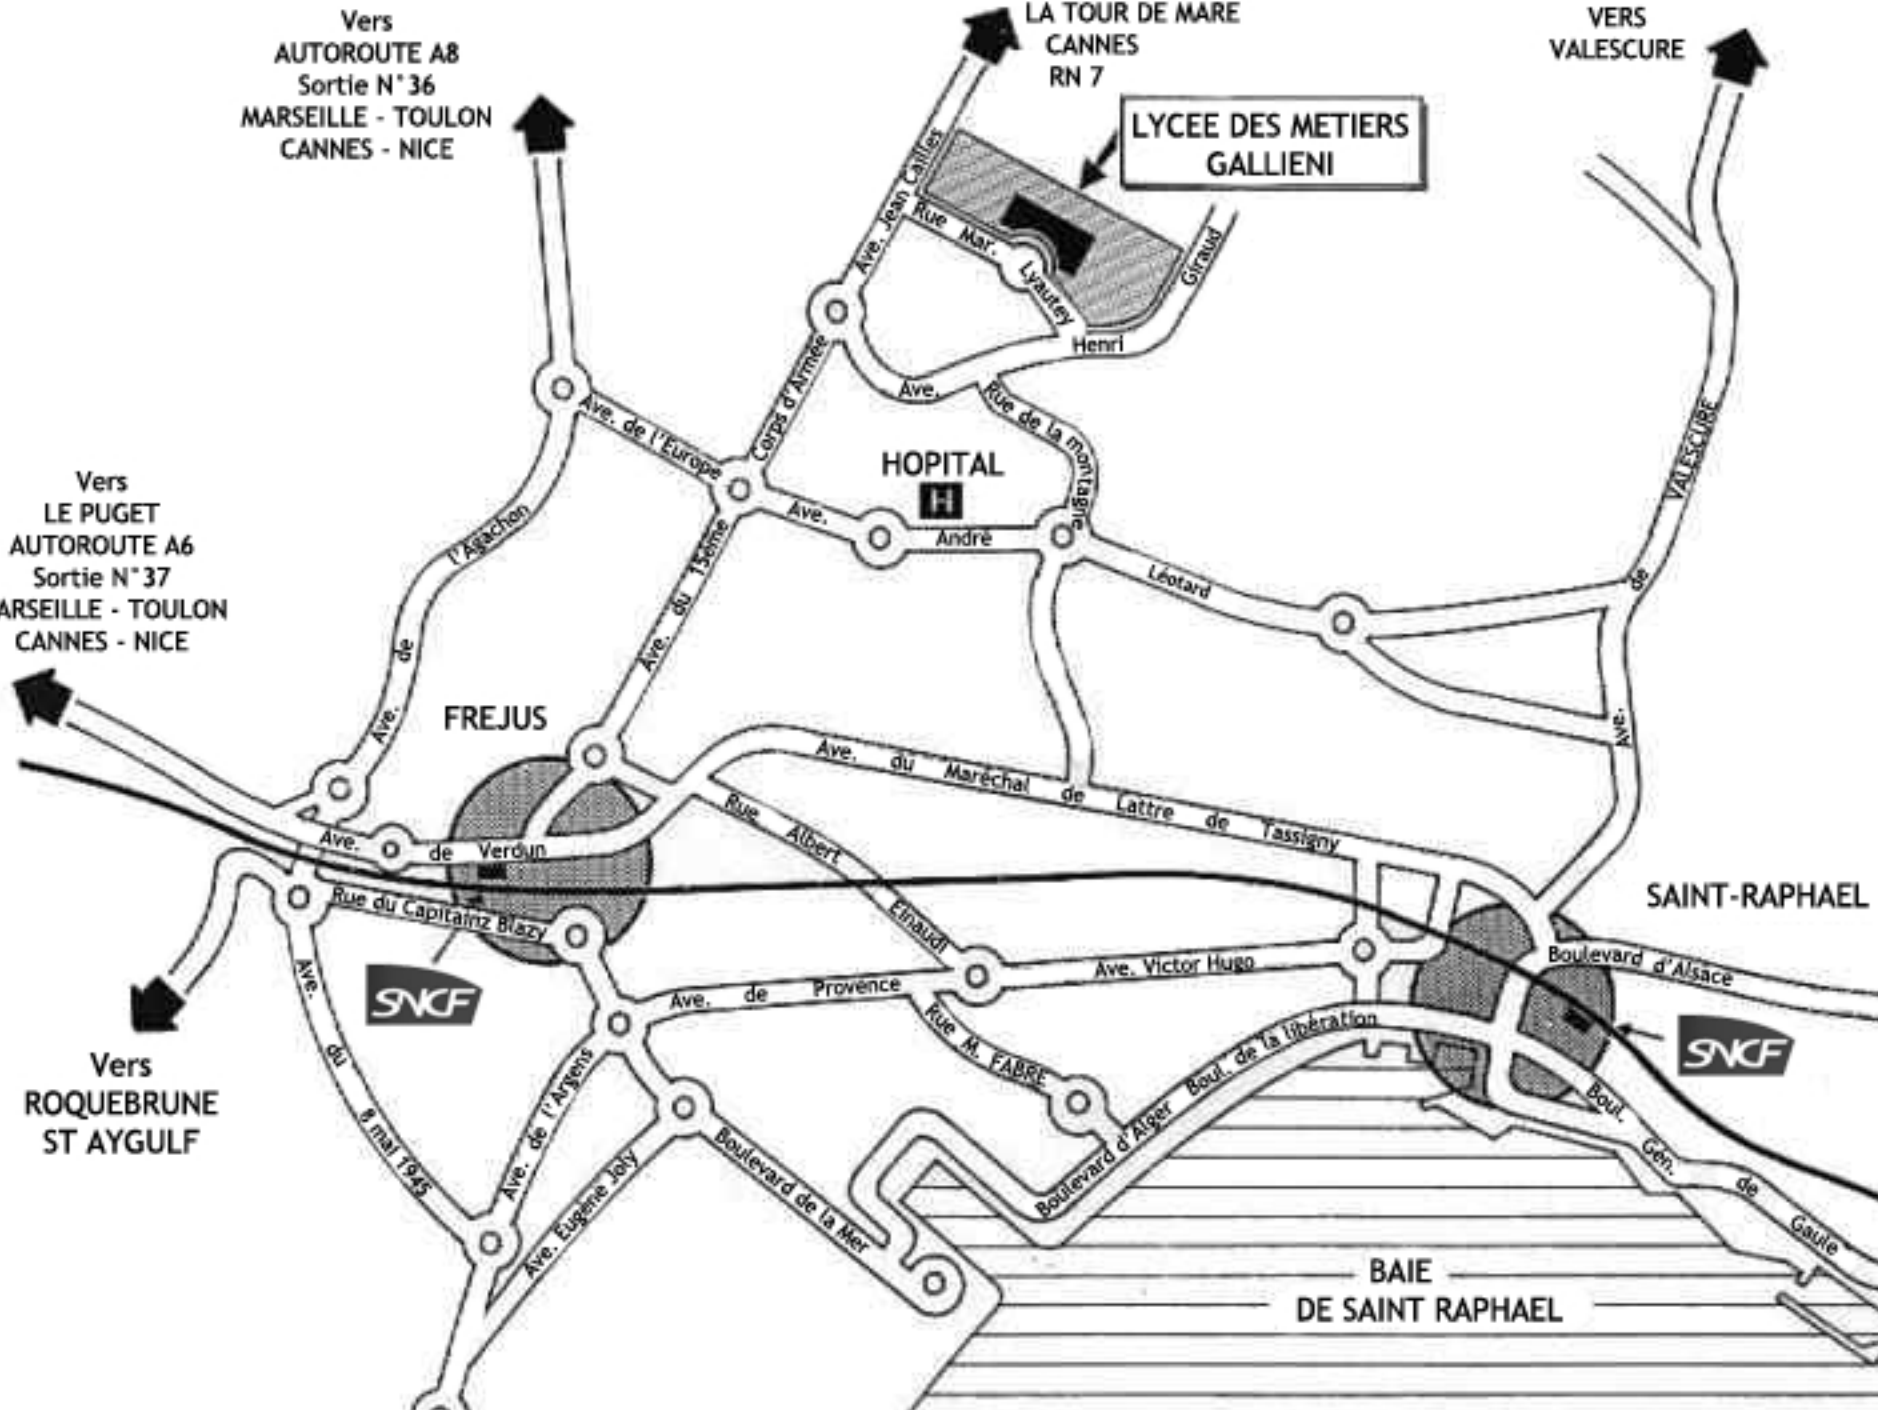 Vers
AUTOROUTE A8
Sortie N°36
MARSEILLE - TOULON
CANNES - NICE
LA TOUR DE MARE
CANNES
RN 7
VERS
VALESCURE
LYCEE DES METIERS
GALLIENI
Ave. Jean Cailles
Rue Mar. Lyautey
Ave. Henri Giraud
Ave. de l'Europe
Ave. du 15ème Corps d'Armée
Rue de la montagne
HOPITAL
H
Ave. André Léotard
Ave. de VALESCURE
Vers
LE PUGET
AUTOROUTE A6
Sortie N°37
ARSEILLE - TOULON
CANNES - NICE
Ave. de l'Agachon
FREJUS
Ave. du Maréchal de Lattre de Tassigny
Ave. de Verdun
Rue Albert Einaudi
Rue du Capitainz Blazy
SAINT-RAPHAEL
Boulevard d'Alsace
Ave. Victor Hugo
Ave. de Provence
SNCF
SNCF
Rue M. FABRE
Boulevard d'Alger
Boul. de la libération
Vers
ROQUEBRUNE
ST AYGULF
Ave. du 8 mai 1945
Ave. de l'Argens
Ave. Eugène Joly
Boulevard de la Mer
Boul. Gén. de Gaule
BAIE
DE SAINT RAPHAEL